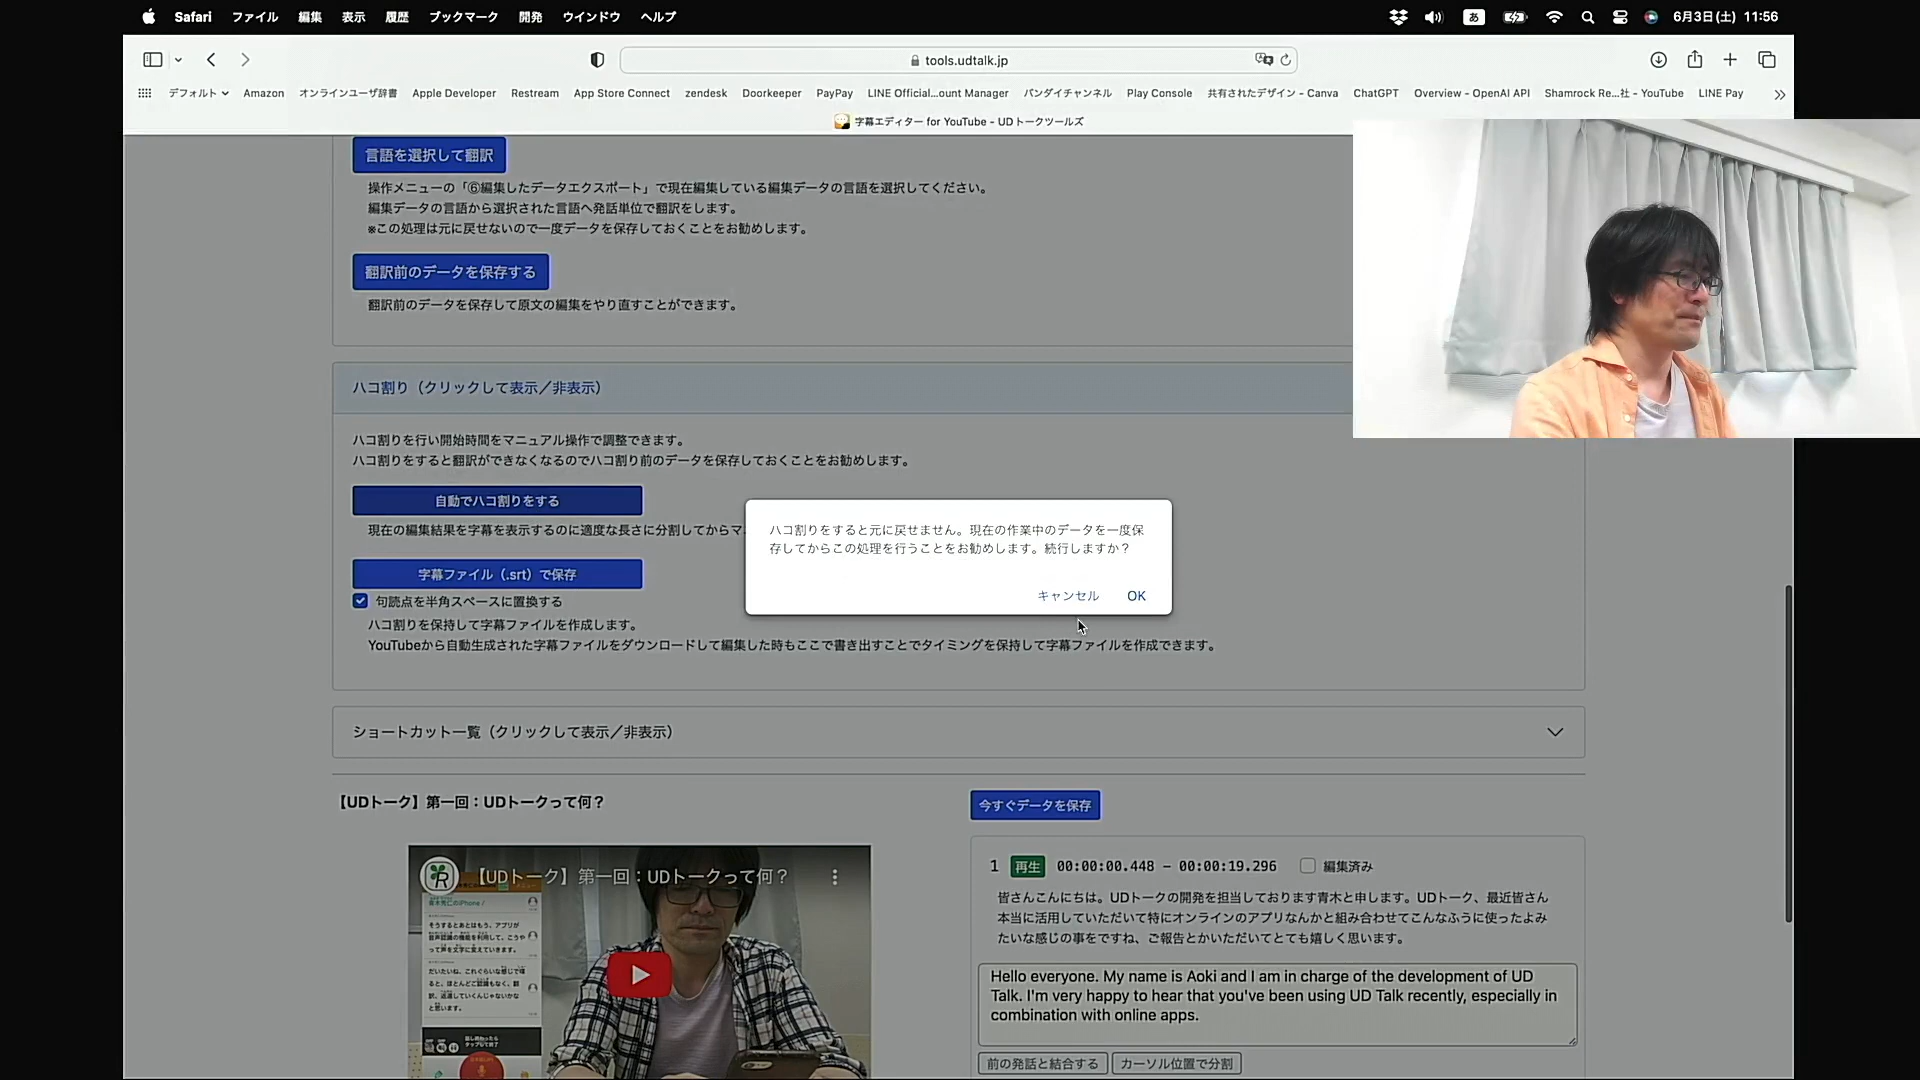 Safari ファイル 編集 表示 履歴 ブックマーク 開発 ウインドウ ヘルプ
あ 6月3日(土) 11:56
tools.udtalk.jp
デフォルト Amazon オンラインユーザ辞書 Apple Developer Restream App Store Connect zendesk Doorkeeper PayPay LINE Official...ount Manager バンダイチャンネル Play Console 共有されたデザイン - Canva ChatGPT Overview - OpenAI API Shamrock Re...社 - YouTube LINE Pay
字幕エディター for YouTube - UDトークツールズ
言語を選択して翻訳
操作メニューの「⑥編集したデータエクスポート」で現在編集している編集データの言語を選択してください。
編集データの言語から選択された言語へ発話単位で翻訳をします。
※この処理は元に戻せないので一度データを保存しておくことをお勧めします。
翻訳前のデータを保存する
翻訳前のデータを保存して原文の編集をやり直すことができます。
ハコ割り（クリックして表示／非表示）
ハコ割りを行い開始時間をマニュアル操作で調整できます。
ハコ割りをすると翻訳ができなくなるのでハコ割り前のデータを保存しておくことをお勧めします。
自動でハコ割りをする
現在の編集結果を字幕を表示するのに適度な長さに分割してからマ
ハコ割りをすると元に戻せません。現在の作業中のデータを一度保
存してからこの処理を行うことをお勧めします。続行しますか？
キャンセル OK
字幕ファイル（.srt）で保存
句読点を半角スペースに置換する
ハコ割りを保持して字幕ファイルを作成します。
YouTubeから自動生成された字幕ファイルをダウンロードして編集した時もここで書き出すことでタイミングを保持して字幕ファイルを作成できます。
ショートカット一覧（クリックして表示／非表示）
【UDトーク】第一回：UDトークって何？
【UDトーク】第一回：UDトークって何？
今すぐデータを保存
1 再生 00:00:00.448 - 00:00:19.296 編集済み
皆さんこんにちは。UDトークの開発を担当しております青木と申します。UDトーク、最近皆さん
本当に活用していただいて特にオンラインのアプリなんかと組み合わせてこんなふうに使ったよみ
たいな感じの事をですね、ご報告とかいただいてとても嬉しく思います。
Hello everyone. My name is Aoki and I am in charge of the development of UD
Talk. I'm very happy to hear that you've been using UD Talk recently, especially in
combination with online apps.
前の発話と結合する カーソル位置で分割